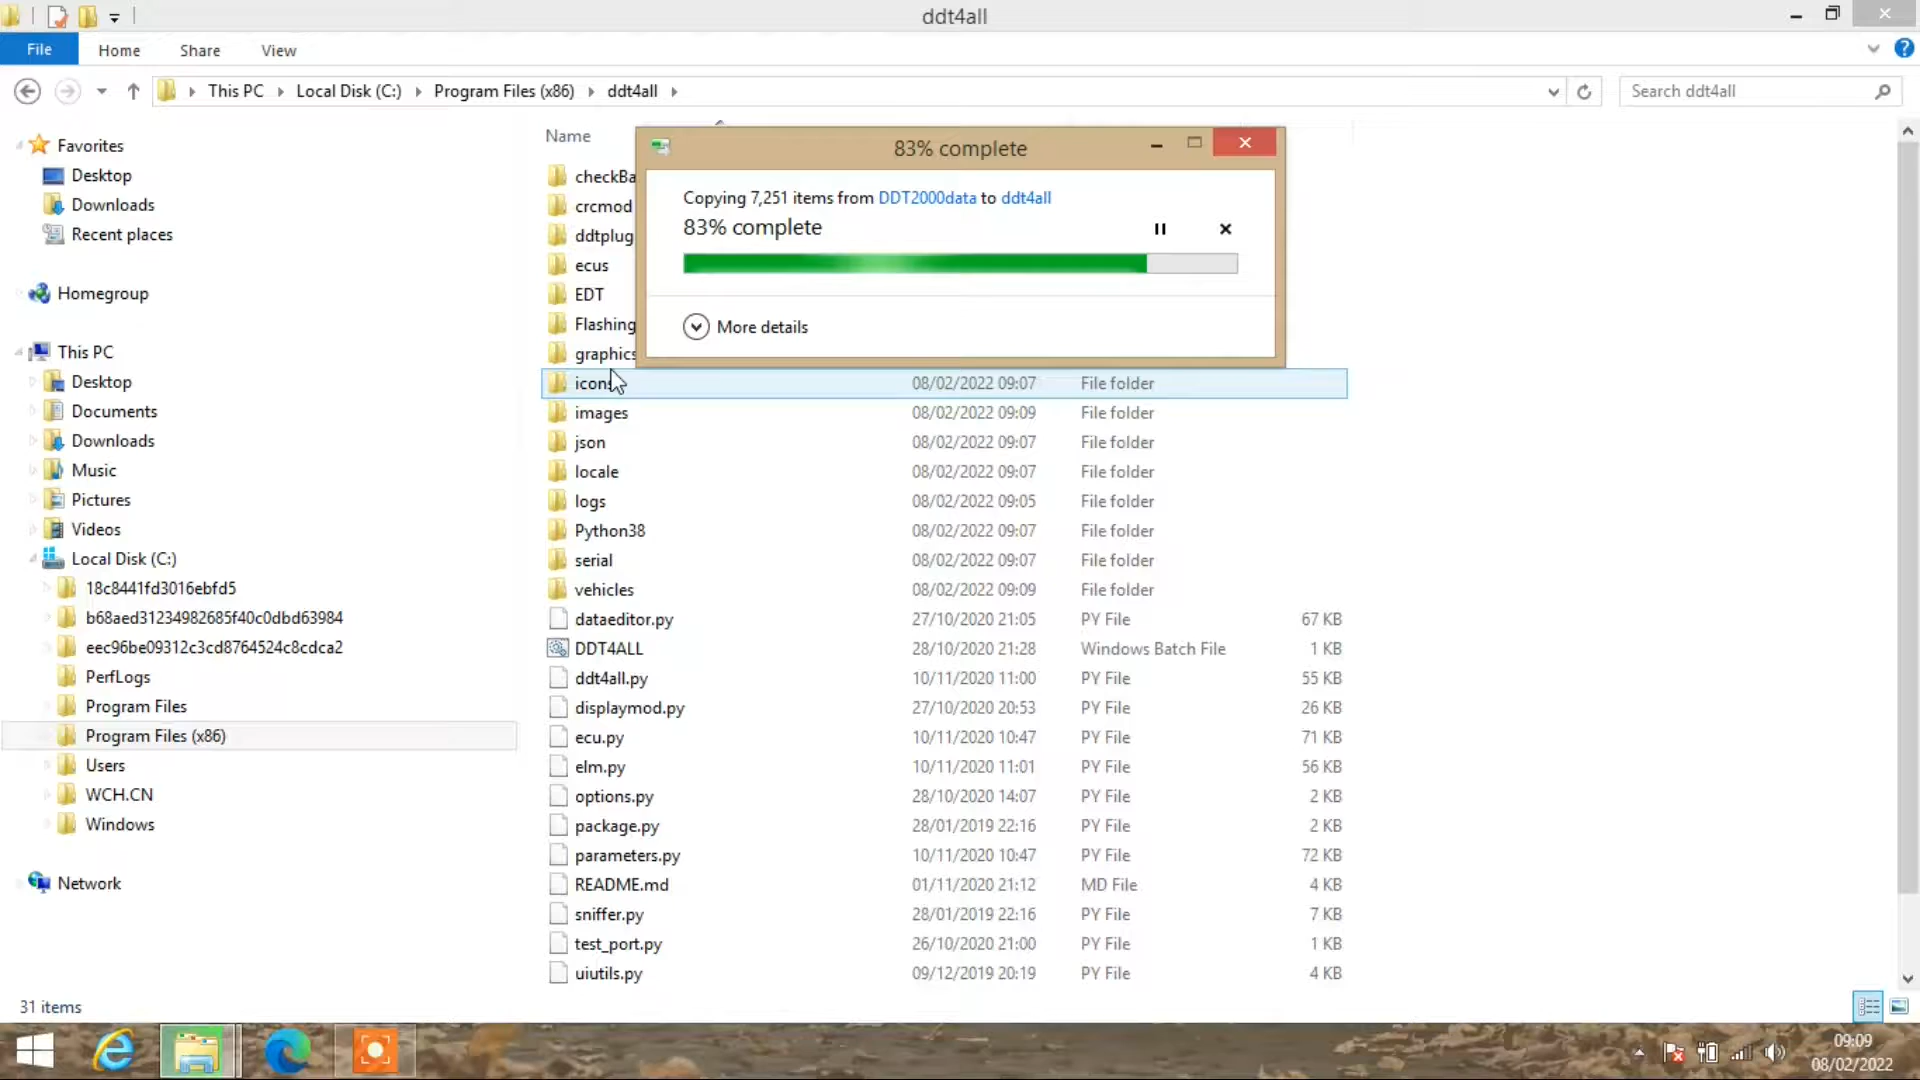 ddt4all
File Home Share View
This PC Local Disk (C:) Program Files (x86) ddt4all Search ddt4all
Favorites
Desktop
Downloads
Recent places
Homegroup
This PC
Desktop
Documents
Downloads
Music
Pictures
Videos
Local Disk (C:)
18c8441fd3016ebfd5
b68aed31234982685f40c0dbd63984
eec96be09312c3cd8764524c8cdca2
PerfLogs
Program Files
Program Files (x86)
Users
WCH.CN
Windows
Network
Name
checkBa
crcmod
ddtplug
ecus
EDT
Flashing
graphics
icons 08/02/2022 09:07 File folder
images 08/02/2022 09:09 File folder
json 08/02/2022 09:07 File folder
locale 08/02/2022 09:07 File folder
logs 08/02/2022 09:05 File folder
Python38 08/02/2022 09:07 File folder
serial 08/02/2022 09:07 File folder
vehicles 08/02/2022 09:09 File folder
dataeditor.py 27/10/2020 21:05 PY File 67 KB
DDT4ALL 28/10/2020 21:28 Windows Batch File 1 KB
ddt4all.py 10/11/2020 11:00 PY File 55 KB
displaymod.py 27/10/2020 20:53 PY File 26 KB
ecu.py 10/11/2020 10:47 PY File 71 KB
elm.py 10/11/2020 11:01 PY File 56 KB
options.py 28/10/2020 14:07 PY File 2 KB
package.py 28/01/2019 22:16 PY File 2 KB
parameters.py 10/11/2020 10:47 PY File 72 KB
README.md 01/11/2020 21:12 MD File 4 KB
sniffer.py 28/01/2019 22:16 PY File 7 KB
test_port.py 26/10/2020 21:00 PY File 1 KB
uiutils.py 09/12/2019 20:19 PY File 4 KB
83% complete
Copying 7,251 items from DDT2000data to ddt4all
83% complete
More details
31 items
09:09
08/02/2022